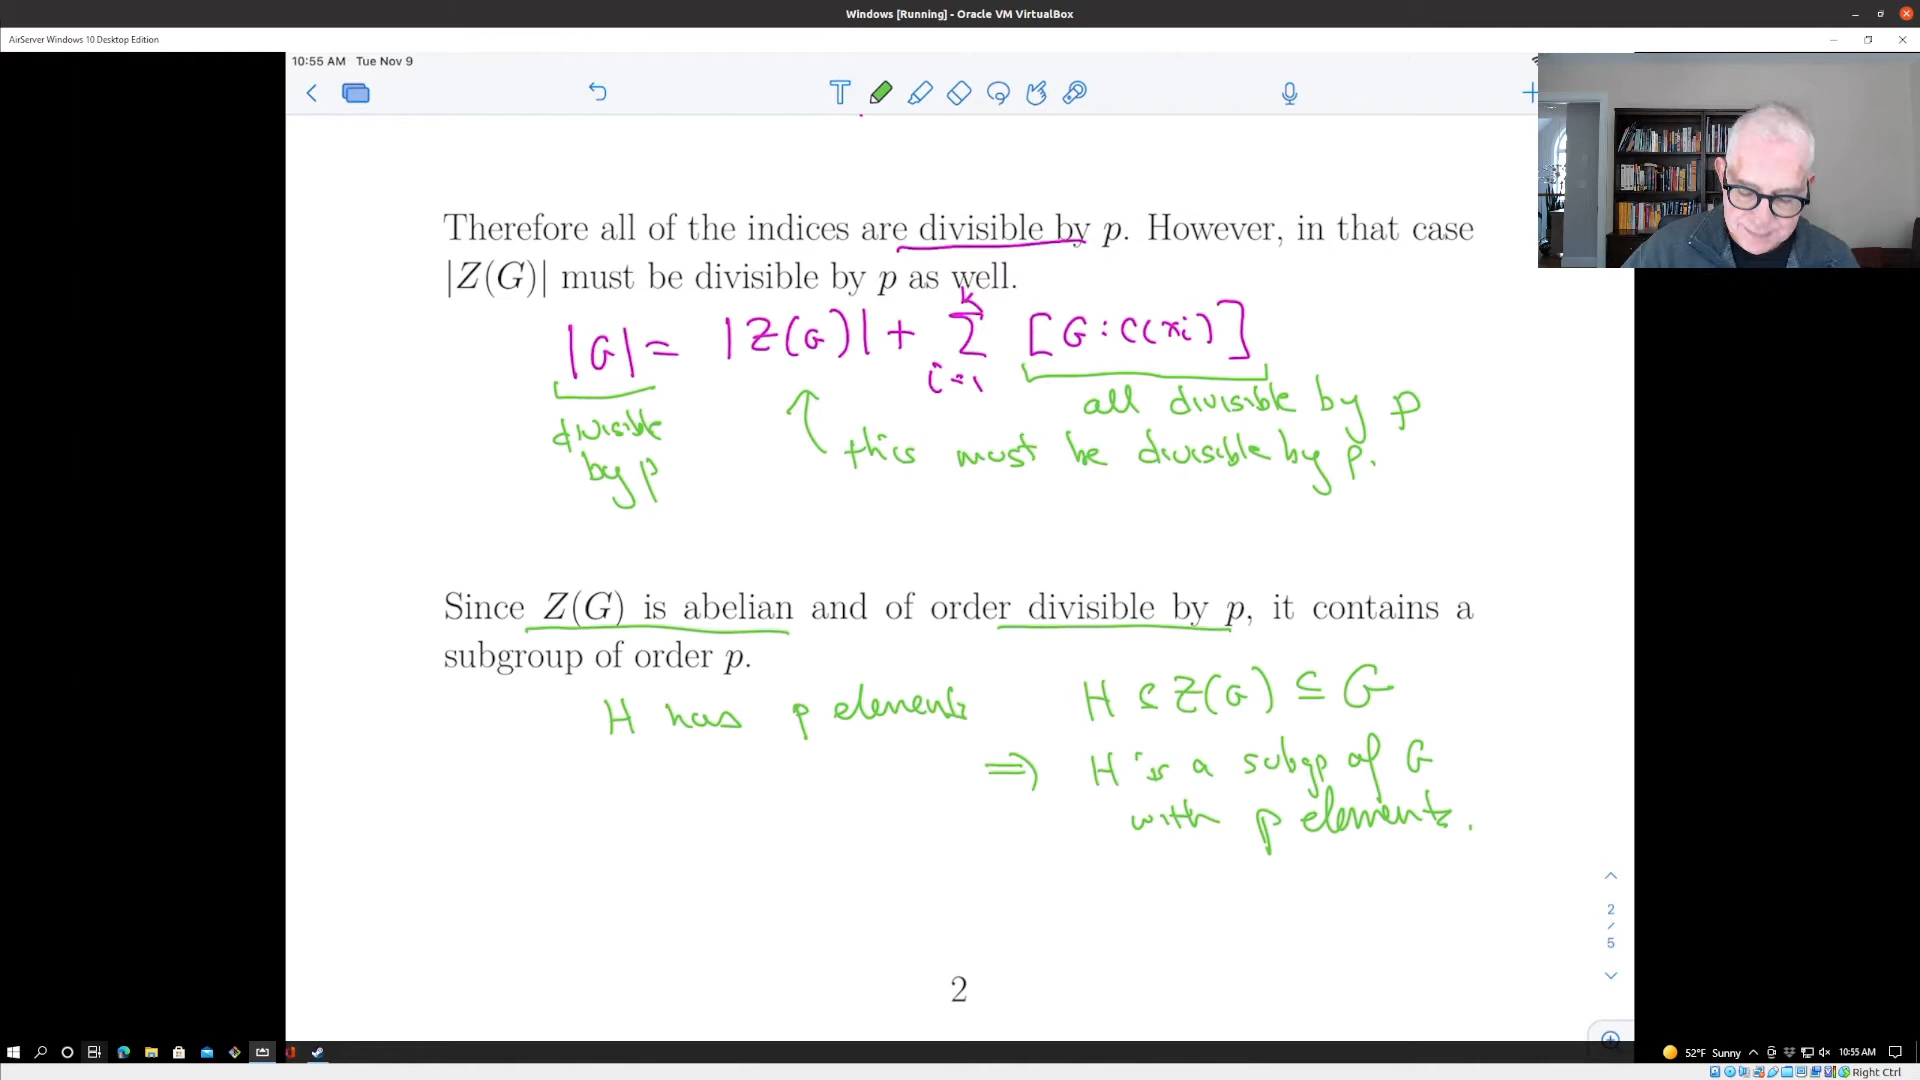 Windows [Running] - Oracle VM VirtualBox
AirServer Windows 10 Desktop Edition
10:55 AM Tue Nov 9
Therefore all of the indices are divisible by p. However, in that case
|Z(G)| must be divisible by p as well.
|G| = |Z(G)| + ∑ k i=1 [G : C(xi)]
divisible by p
all divisible by p
this must be divisible by p.
Since Z(G) is abelian and of order divisible by p, it contains a
subgroup of order p.
H has p elements
H ⊆ Z(G) ⊆ G
⟹ H is a subgp of G
with p elements.
2
/
5
2
52°F Sunny
10:55 AM
Right Ctrl